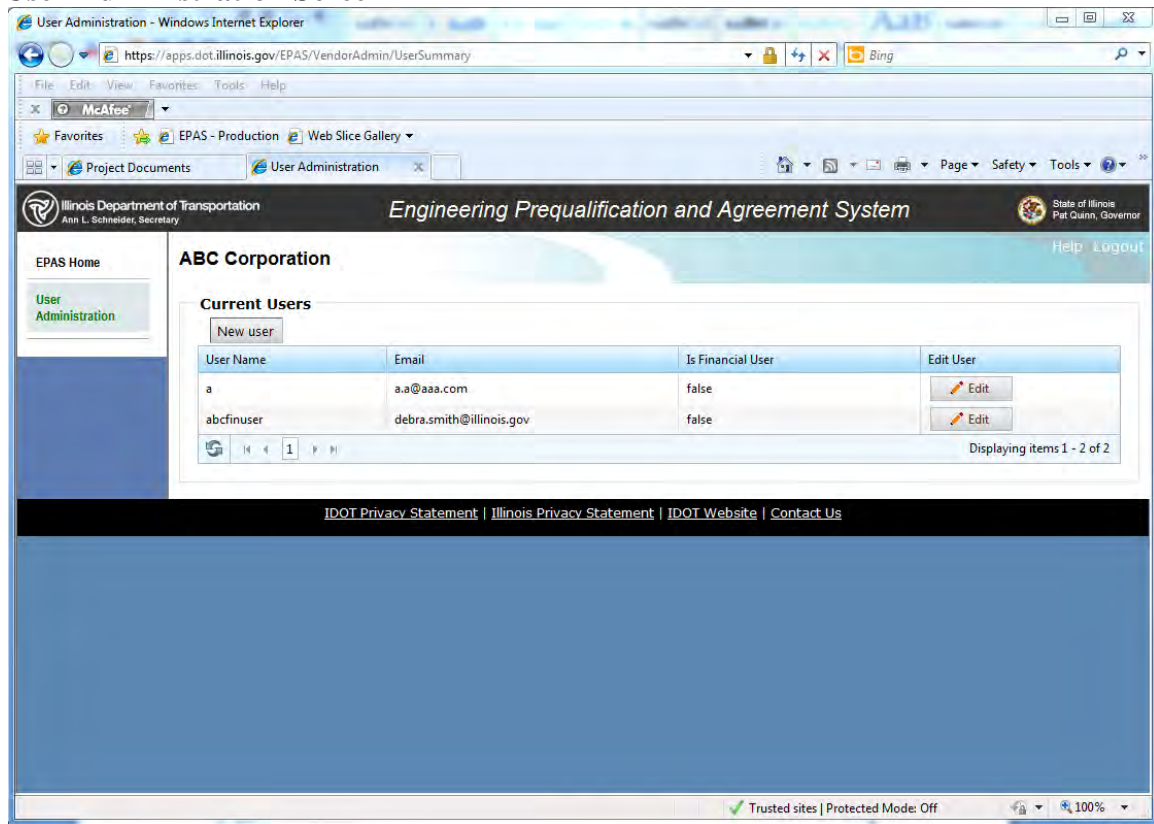 User Administration - Windows Internet Explorer
https://apps.dot.illinois.gov/EPAS/VendorAdmin/UserSummary
Bing
File Edit View Favorites Tools Help
x McAfee
Favorites EPAS - Production Web Slice Gallery
Project Documents User Administration x Page Safety Tools
Illinois Department of Transportation
Ann L. Schneider, Secretary
Engineering Prequalification and Agreement System
State of Illinois
Pat Quinn, Governor
Help Logout
EPAS Home
User
Administration
ABC Corporation
Current Users
New user
User Name Email Is Financial User Edit User
a a.a@aaa.com false Edit
abcfinuser debra.smith@illinois.gov false Edit
1 Displaying items 1 - 2 of 2
IDOT Privacy Statement | Illinois Privacy Statement | IDOT Website | Contact Us
Trusted sites | Protected Mode: Off 100%